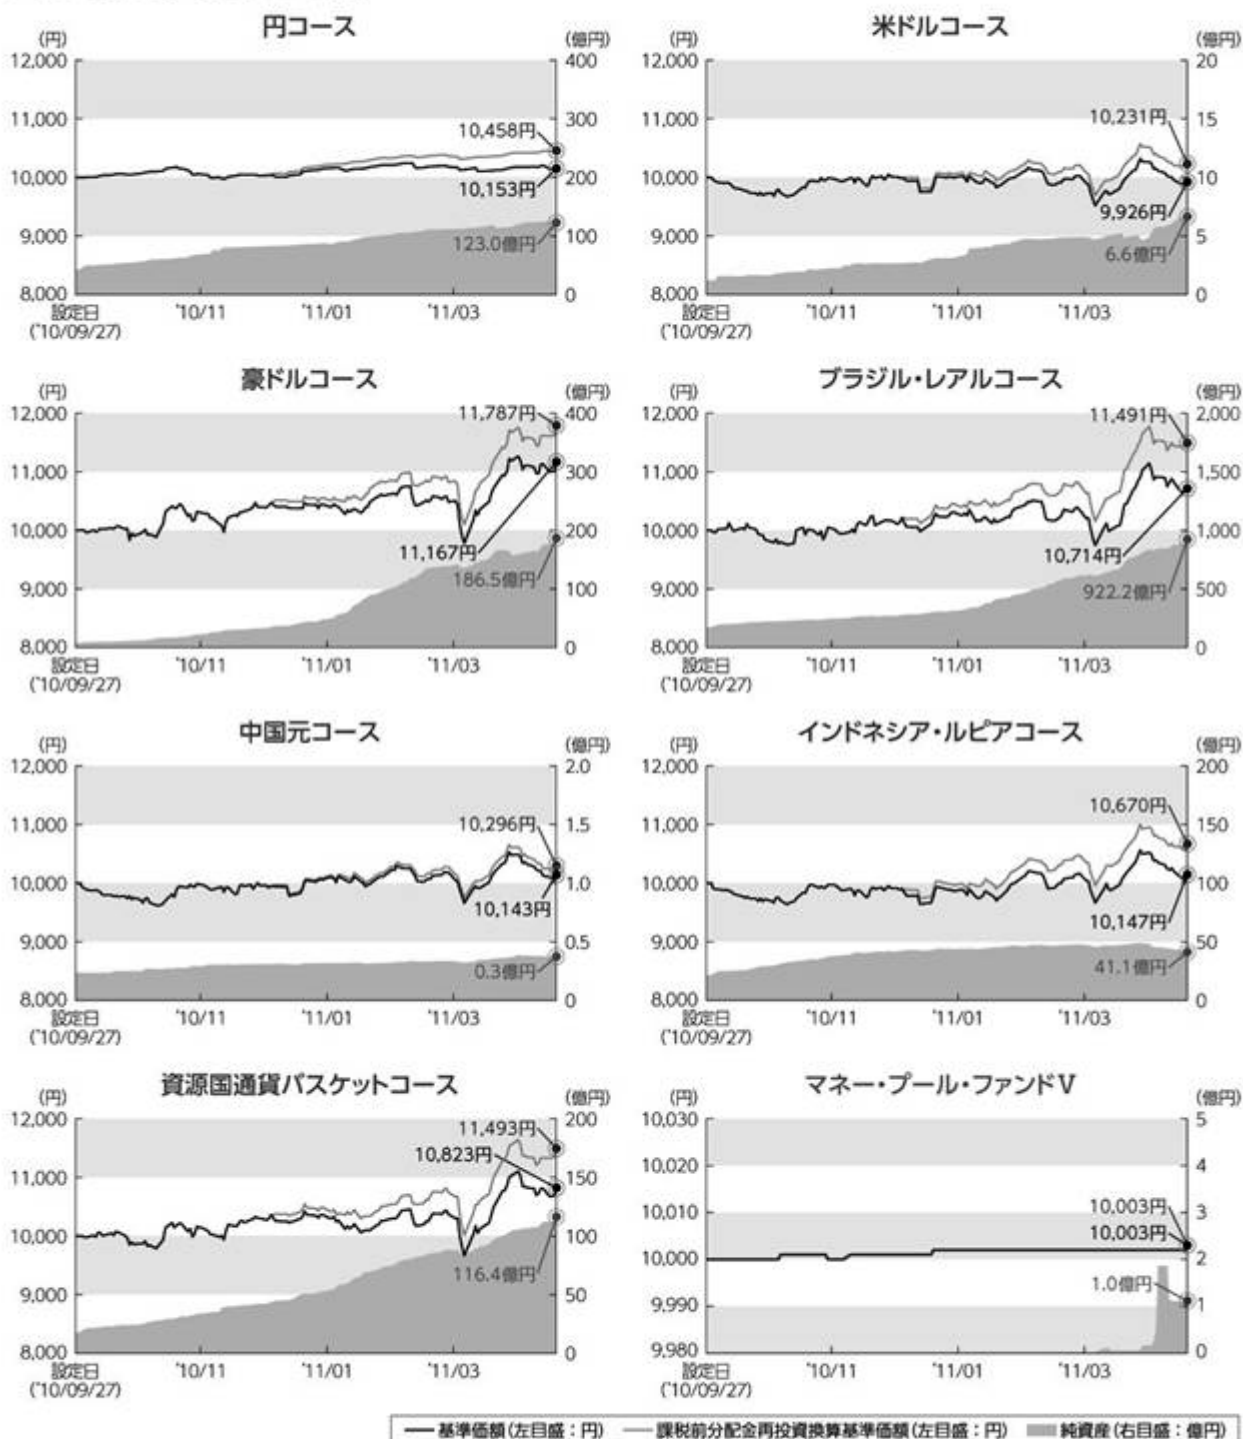 円コース
(円)
(億円)
12,000
11,000
10,000
9,000
8,000
400
300
200
100
0
10,458円
10,153円
123.0億円
設定日
('10/09/27)
'10/11
'11/01
'11/03
米ドルコース
(円)
(億円)
12,000
11,000
10,000
9,000
8,000
20
15
10
5
0
10,231円
9,926円
6.6億円
設定日
('10/09/27)
'10/11
'11/01
'11/03
豪ドルコース
(円)
(億円)
12,000
11,000
10,000
9,000
8,000
400
300
200
100
0
11,787円
11,167円
186.5億円
設定日
('10/09/27)
'10/11
'11/01
'11/03
ブラジル・レアルコース
(円)
(億円)
12,000
11,000
10,000
9,000
8,000
2,000
1,500
1,000
500
0
11,491円
10,714円
922.2億円
設定日
('10/09/27)
'10/11
'11/01
'11/03
中国元コース
(円)
(億円)
12,000
11,000
10,000
9,000
8,000
2.0
1.5
1.0
0.5
0
10,296円
10,143円
0.3億円
設定日
('10/09/27)
'10/11
'11/01
'11/03
インドネシア・ルピアコース
(円)
(億円)
12,000
11,000
10,000
9,000
8,000
200
150
100
50
0
10,670円
10,147円
41.1億円
設定日
('10/09/27)
'10/11
'11/01
'11/03
資源国通貨バスケットコース
(円)
(億円)
12,000
11,000
10,000
9,000
8,000
200
150
100
50
0
11,493円
10,823円
116.4億円
設定日
('10/09/27)
'10/11
'11/01
'11/03
マネー・プール・ファンドⅤ
(円)
(億円)
10,030
10,020
10,010
10,000
9,990
9,980
5
4
3
2
1
0
10,003円
10,003円
1.0億円
設定日
('10/09/27)
'10/11
'11/01
'11/03
基準価額(左目盛：円) 課税前分配金再投資換算基準価額(左目盛：円) 純資産(右目盛：億円)